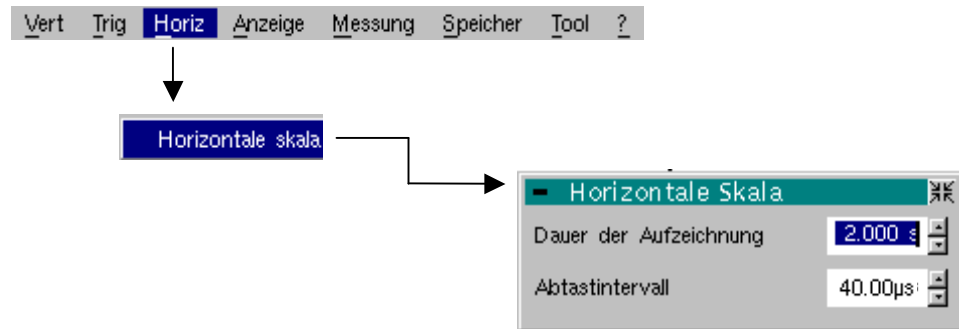 Vert Trig Horiz Anzeige Messung Speicher Tool ?
Horizontale skala
Horizontale Skala
Dauer der Aufzeichnung 2.000 s
Abtastintervall 40.00µs